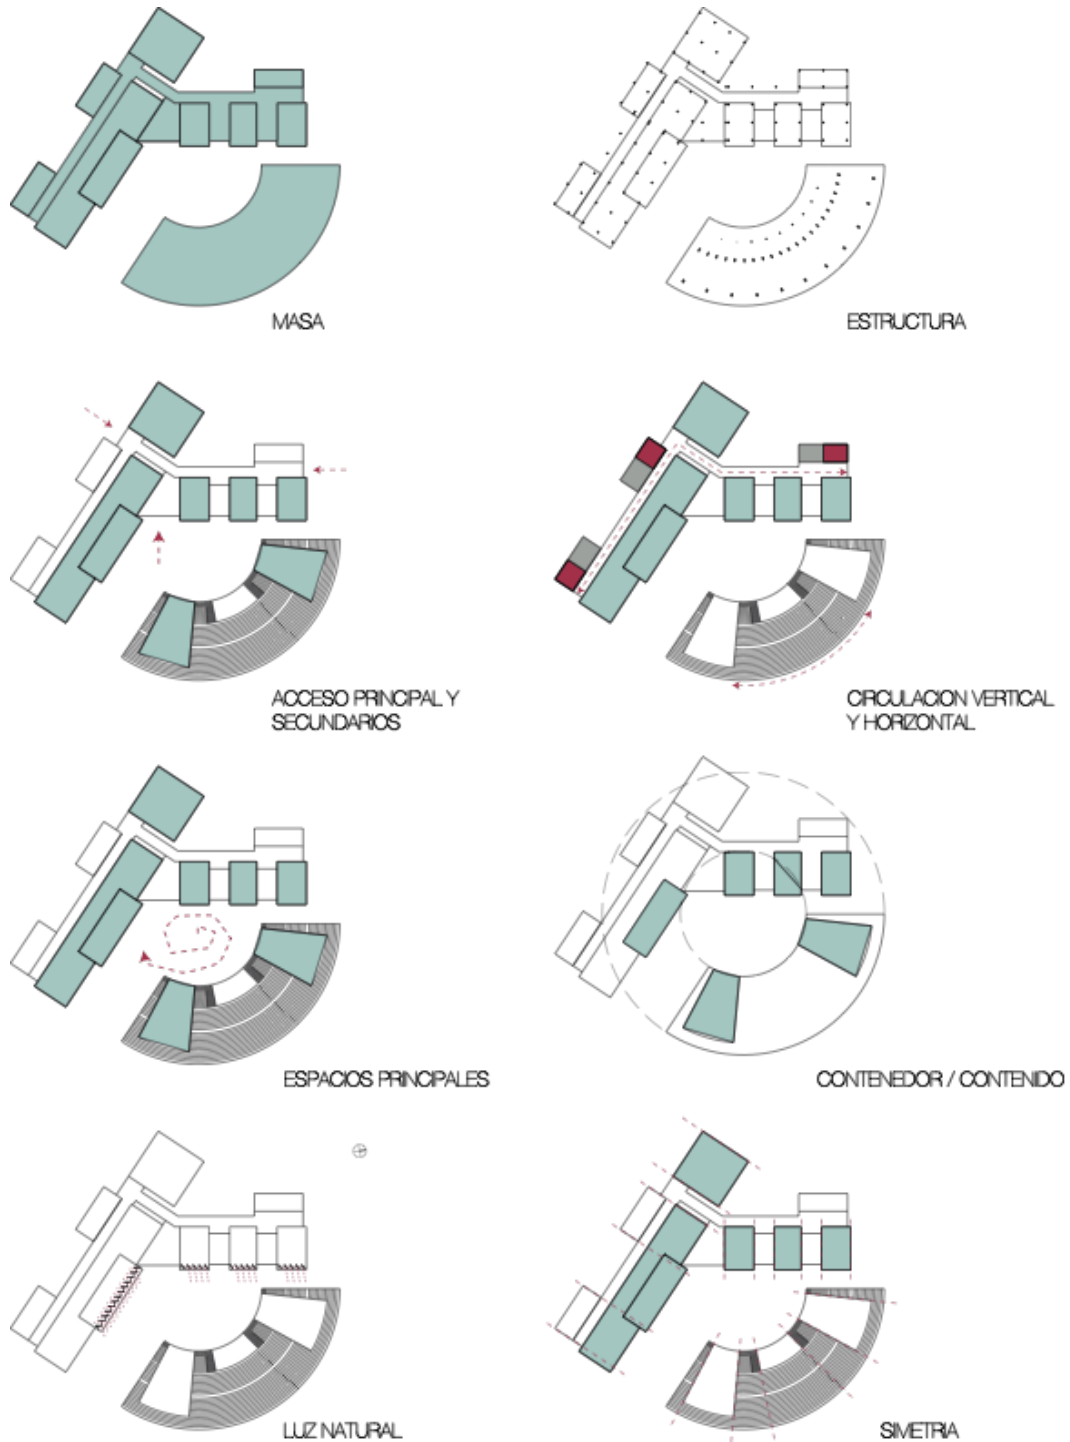 MASA
ESTRUCTURA
ACCESO PRINCIPAL Y
SECUNDARIOS
CIRCULACION VERTICAL
Y HORIZONTAL
ESPACIOS PRINCIPALES
CONTENEDOR / CONTENIDO
LUZ NATURAL
SIMETRIA